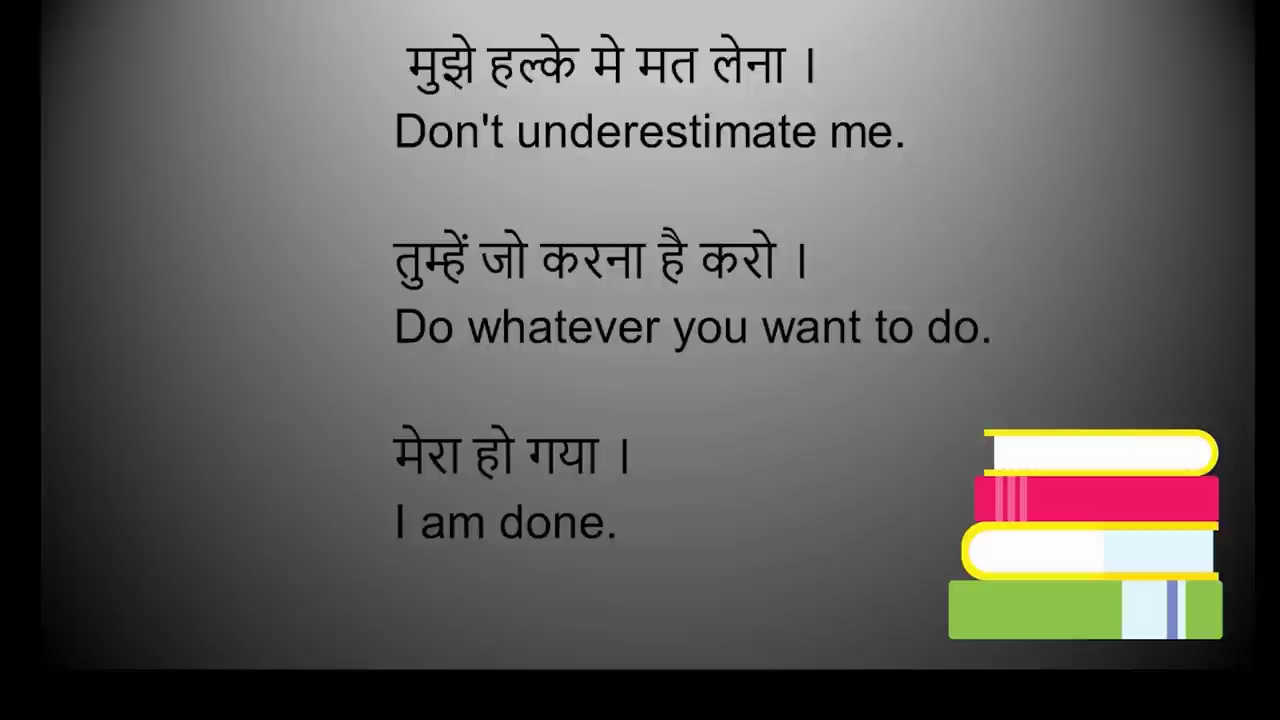 मुझे हल्के मे मत लेना ।
Don't underestimate me.
तुम्हें जो करना है करो ।
Do whatever you want to do.
मेरा हो गया ।
I am done.